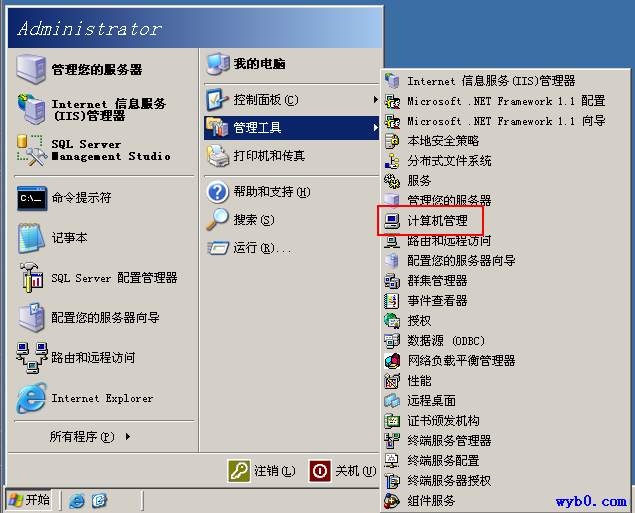 Administrator
管理您的服务器
Internet 信息服务
(IIS)管理器
SQL Server
Management Studio
命令提示符
记事本
SQL Server 配置管理器
配置您的服务器向导
路由和远程访问
Internet Explorer
所有程序(P)
我的电脑
控制面板(C)
管理工具
打印机和传真
帮助和支持(H)
搜索(S)
运行(R)...
注销(L)
关机(U)
Internet 信息服务(IIS)管理器
Microsoft .NET Framework 1.1 配置
Microsoft .NET Framework 1.1 向导
本地安全策略
分布式文件系统
服务
管理您的服务器
计算机管理
路由和远程访问
配置您的服务器向导
群集管理器
事件查看器
授权
数据源 (ODBC)
网络负载平衡管理器
性能
远程桌面
证书颁发机构
终端服务管理器
终端服务配置
终端服务器授权
组件服务
开始
C:\_
wyb0.com